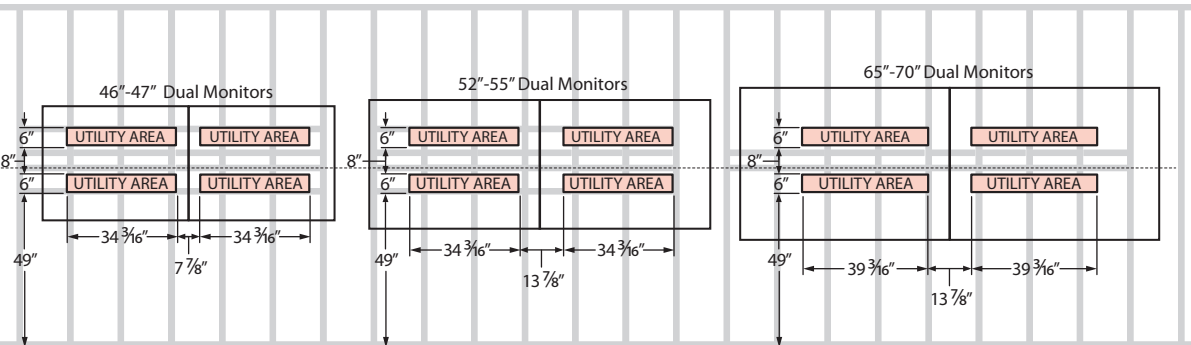 46”-47” Dual Monitors
6”
UTILITY AREA
UTILITY AREA
8”
6”
UTILITY AREA
UTILITY AREA
49”
34 3⁄16”
34 3⁄16”
7 7⁄8”
52”-55” Dual Monitors
6”
UTILITY AREA
UTILITY AREA
8”
6”
UTILITY AREA
UTILITY AREA
49”
34 3⁄16”
34 3⁄16”
13 7⁄8”
65”-70” Dual Monitors
6”
UTILITY AREA
UTILITY AREA
8”
6”
UTILITY AREA
UTILITY AREA
49”
39 3⁄16”
39 3⁄16”
13 7⁄8”